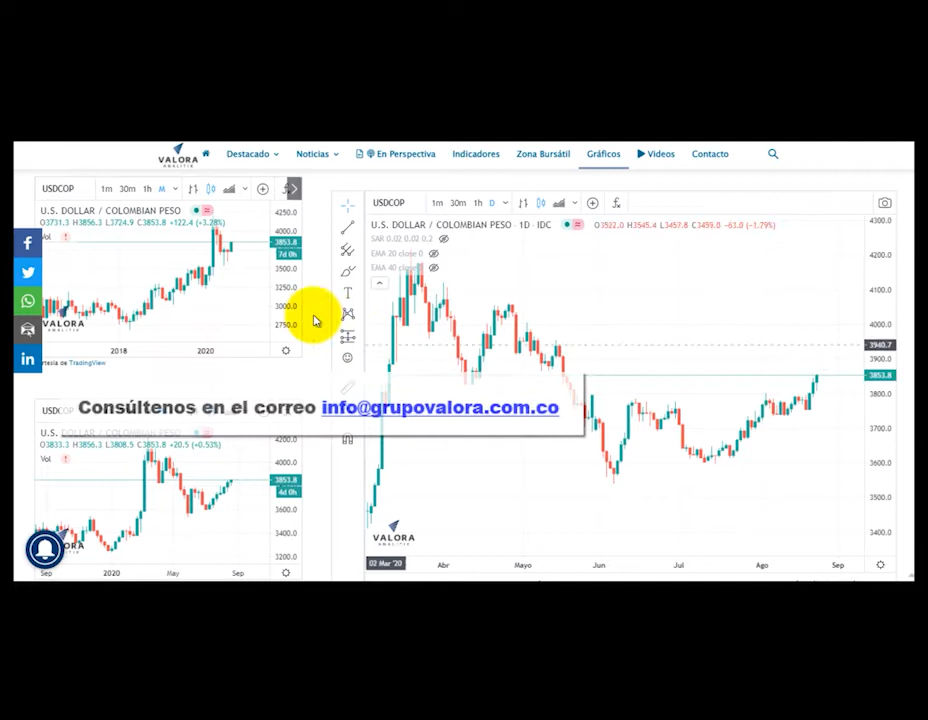 VALORA
ANALITIK
Destacado
Noticias
En Perspectiva
Indicadores
Zona Bursátil
Gráficos
Videos
Contacto
USDCOP
1m 30m 1h M
U.S. DOLLAR / COLOMBIAN PESO
O3731.3 H3856.3 L3724.9 C3853.8 +122.4 (+3.28%)
Vol
4250.0
4000.0
3853.8
7d 0h
3500.0
3250.0
3000.0
2750.0
VALORA
2018 2020
TradingView
USDCOP
1m 30m 1h D
U.S. DOLLAR / COLOMBIAN PESO · 1D · IDC
O3522.0 H3545.4 L3457.8 C3459.0 −63.0 (−1.79%)
SAR 0.02 0.02 0.2
EMA 20 close 0
EMA 40 close
4300.0
4200.0
4100.0
4000.0
3940.7
3900.0
3853.8
3800.0
3700.0
3600.0
3500.0
3400.0
VALORA
ANALITIK
02 Mar '20 Abr Mayo Jun Jul Ago Sep
Consúltenos en el correo info@grupovalora.com.co
U.S. DOLLAR / COLOMBIAN PESO
O3833.3 H3856.3 L3808.5 C3853.8 +20.5 (+0.53%)
Vol
4200.0
4000.0
3853.8
4d 0h
3600.0
3400.0
3200.0
Sep 2020 May Sep